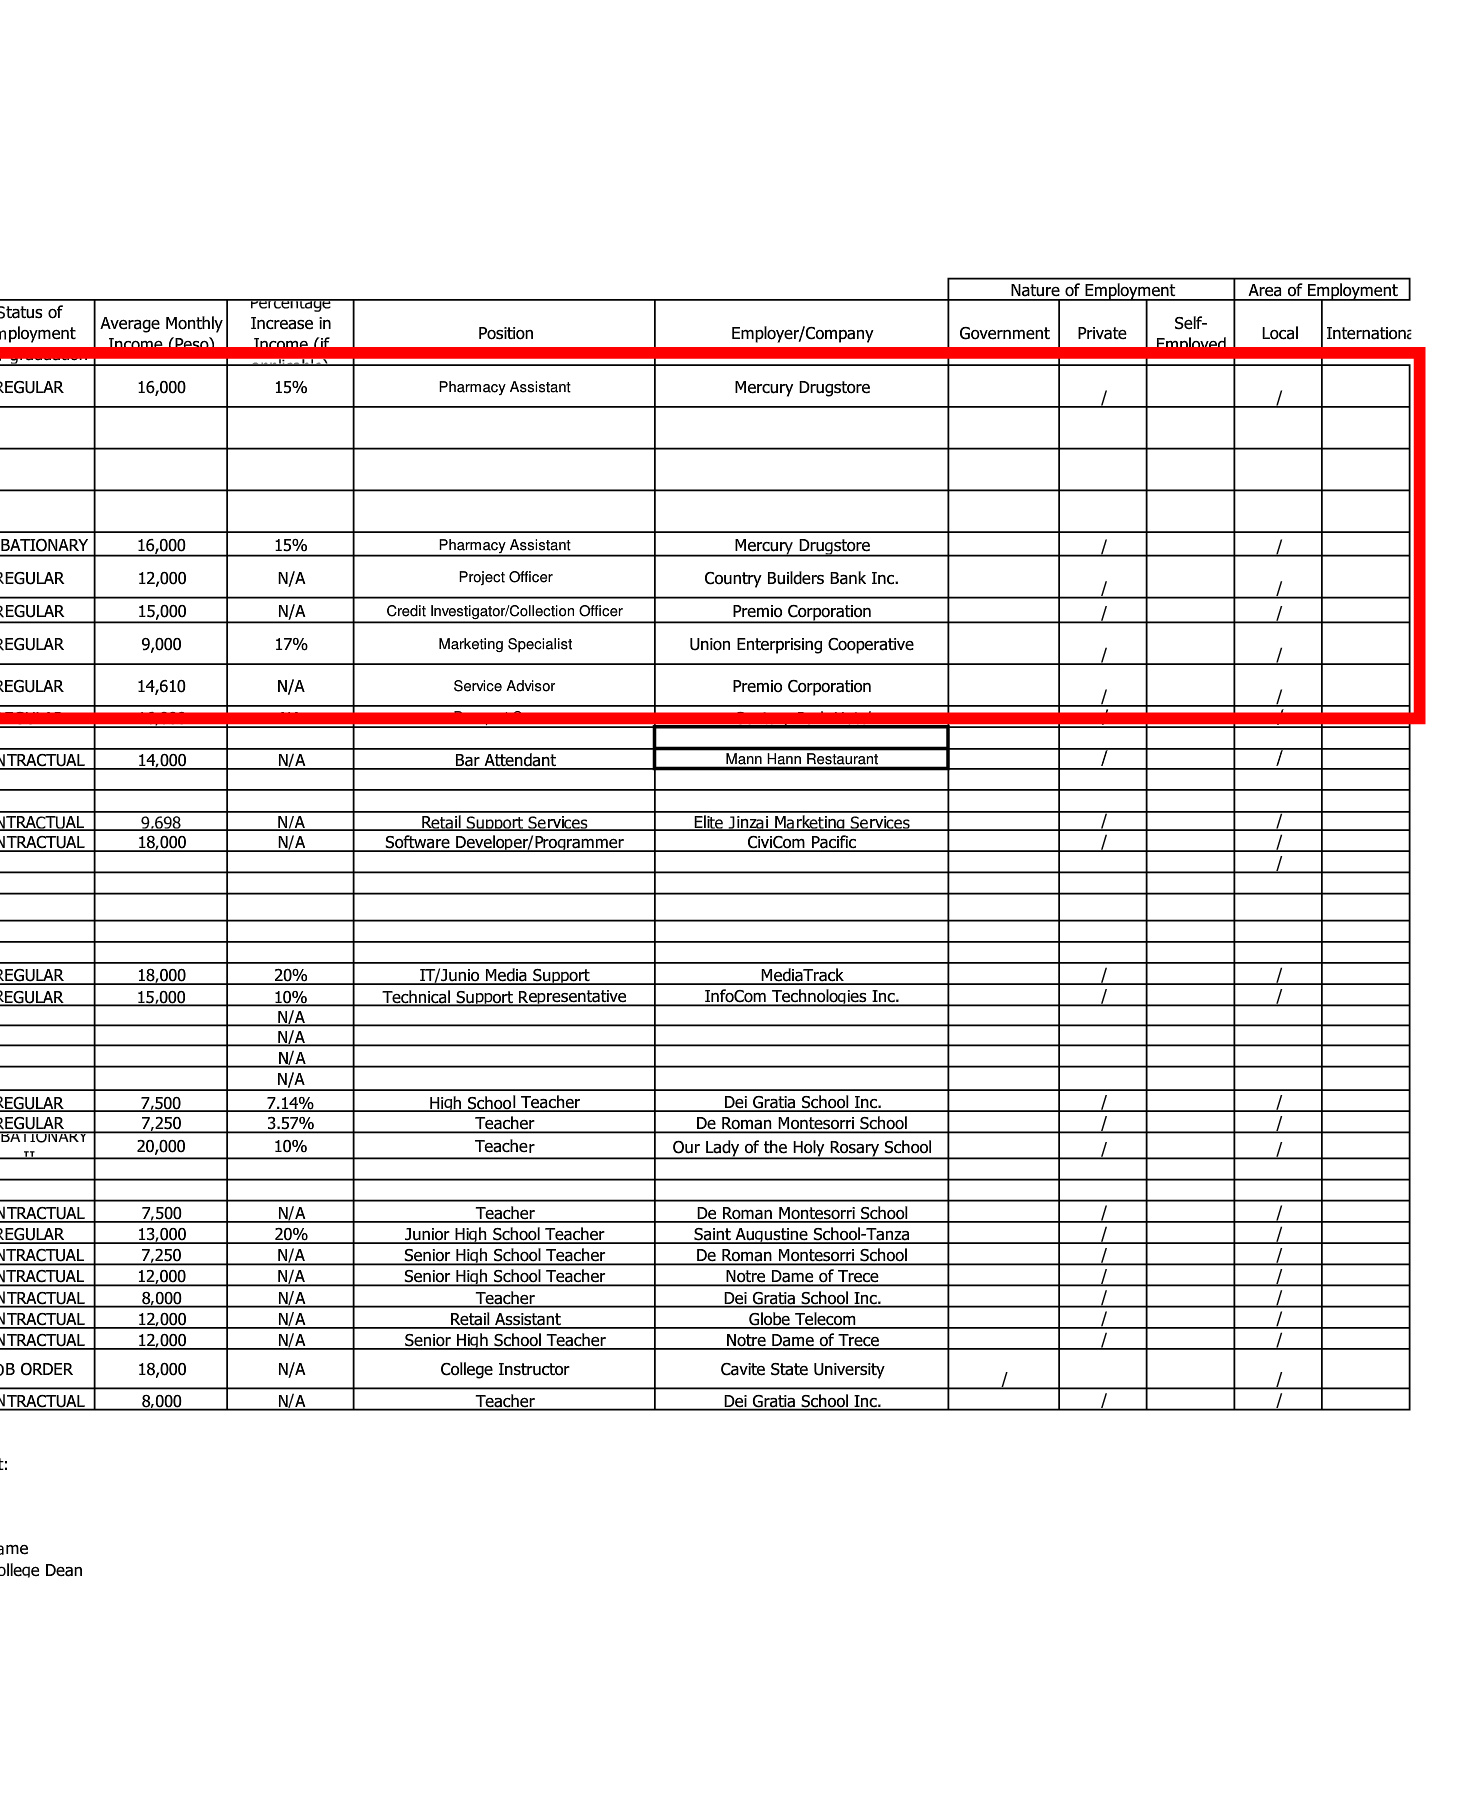 Nature of Employment Area of Employment
Status of Employment Average Monthly Income (Peso) Percentage Increase in Income (if applicable) Position Employer/Company Government Private Self-Employed Local Internationa
REGULAR 16,000 15% Pharmacy Assistant Mercury Drugstore / /
BATIONARY 16,000 15% Pharmacy Assistant Mercury Drugstore / /
REGULAR 12,000 N/A Project Officer Country Builders Bank Inc. / /
REGULAR 15,000 N/A Credit Investigator/Collection Officer Premio Corporation / /
REGULAR 9,000 17% Marketing Specialist Union Enterprising Cooperative / /
REGULAR 14,610 N/A Service Advisor Premio Corporation / /
NTRACTUAL 14,000 N/A Bar Attendant Mann Hann Restaurant / /
NTRACTUAL 9,698 N/A Retail Support Services Elite Jinzai Marketing Services / /
NTRACTUAL 18,000 N/A Software Developer/Programmer CiviCom Pacific / /
/
REGULAR 18,000 20% IT/Junio Media Support MediaTrack / /
REGULAR 15,000 10% Technical Support Representative InfoCom Technologies Inc. / /
N/A
N/A
N/A
N/A
REGULAR 7,500 7.14% High School Teacher Dei Gratia School Inc. / /
REGULAR 7,250 3.57% Teacher De Roman Montesorri School / /
BATIONARY II 20,000 10% Teacher Our Lady of the Holy Rosary School / /
NTRACTUAL 7,500 N/A Teacher De Roman Montesorri School / /
REGULAR 13,000 20% Junior High School Teacher Saint Augustine School-Tanza / /
NTRACTUAL 7,250 N/A Senior High School Teacher De Roman Montesorri School / /
NTRACTUAL 12,000 N/A Senior High School Teacher Notre Dame of Trece / /
NTRACTUAL 8,000 N/A Teacher Dei Gratia School Inc. / /
NTRACTUAL 12,000 N/A Retail Assistant Globe Telecom / /
NTRACTUAL 12,000 N/A Senior High School Teacher Notre Dame of Trece / /
OB ORDER 18,000 N/A College Instructor Cavite State University / /
NTRACTUAL 8,000 N/A Teacher Dei Gratia School Inc. / /
t:
ame
ollege Dean